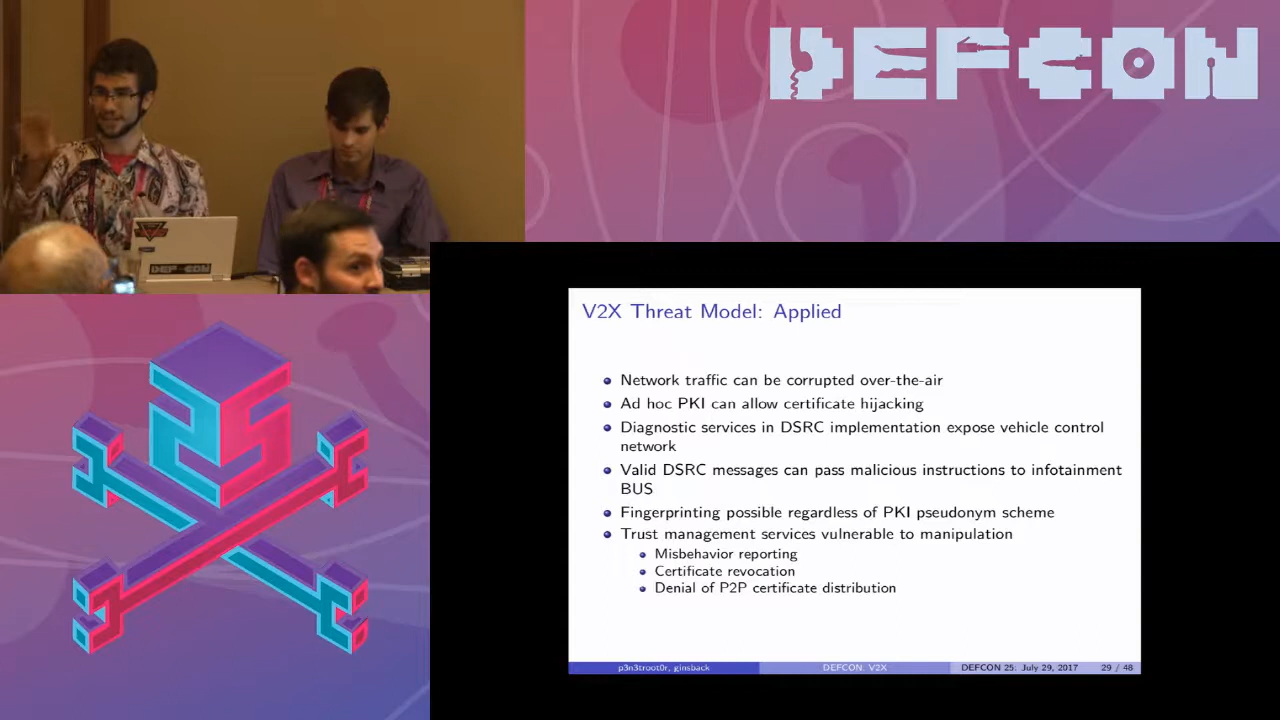 DEFCON
DEF CON
V2X Threat Model: Applied
Network traffic can be corrupted over-the-air
Ad hoc PKI can allow certificate hijacking
Diagnostic services in DSRC implementation expose vehicle control
network
Valid DSRC messages can pass malicious instructions to infotainment
BUS
Fingerprinting possible regardless of PKI pseudonym scheme
Trust management services vulnerable to manipulation
Misbehavior reporting
Certificate revocation
Denial of P2P certificate distribution
p3n3troot0r, ginsback
DEFCON: V2X
DEFCON 25: July 29, 2017
29 / 48